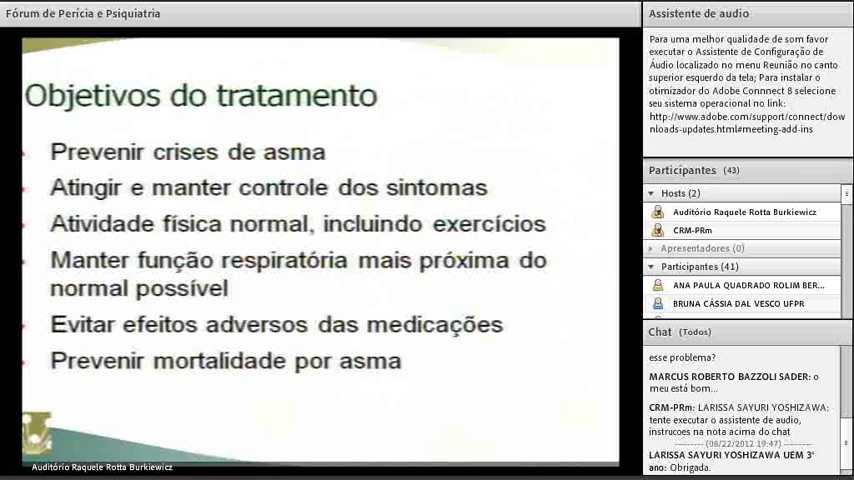 Fórum de Perícia e Psiquiatria
Objetivos do tratamento
Prevenir crises de asma
Atingir e manter controle dos sintomas
Atividade física normal, incluindo exercícios
Manter função respiratória mais próxima do
normal possível
Evitar efeitos adversos das medicações
Prevenir mortalidade por asma
Auditório Raquele Rotta Burkiewicz
Assistente de audio
Para uma melhor qualidade de som favor
executar o Assistente de Configuração de
Áudio localizado no menu Reunião no canto
superior esquerdo da tela; Para instalar o
otimizador do Adobe Connnect 8 selecione
seu sistema operacional no link:
http://www.adobe.com/support/connect/dow
nloads-updates.html#meeting-add-ins
Participantes (43)
Hosts (2)
Auditório Raquele Rotta Burkiewicz
CRM-PRm
Apresentadores (0)
Participantes (41)
ANA PAULA QUADRADO ROLIM BER...
BRUNA CÁSSIA DAL VESCO UFPR
Chat (Todos)
esse problema?
MARCUS ROBERTO BAZZOLI SADER: o
meu está bom...
CRM-PRm: LARISSA SAYURI YOSHIZAWA:
tente executar o assistente de audio,
instrucoes na nota acima do chat
--------- (08/22/2012 19:47) ---------
LARISSA SAYURI YOSHIZAWA UEM 3°
ano: Obrigada.